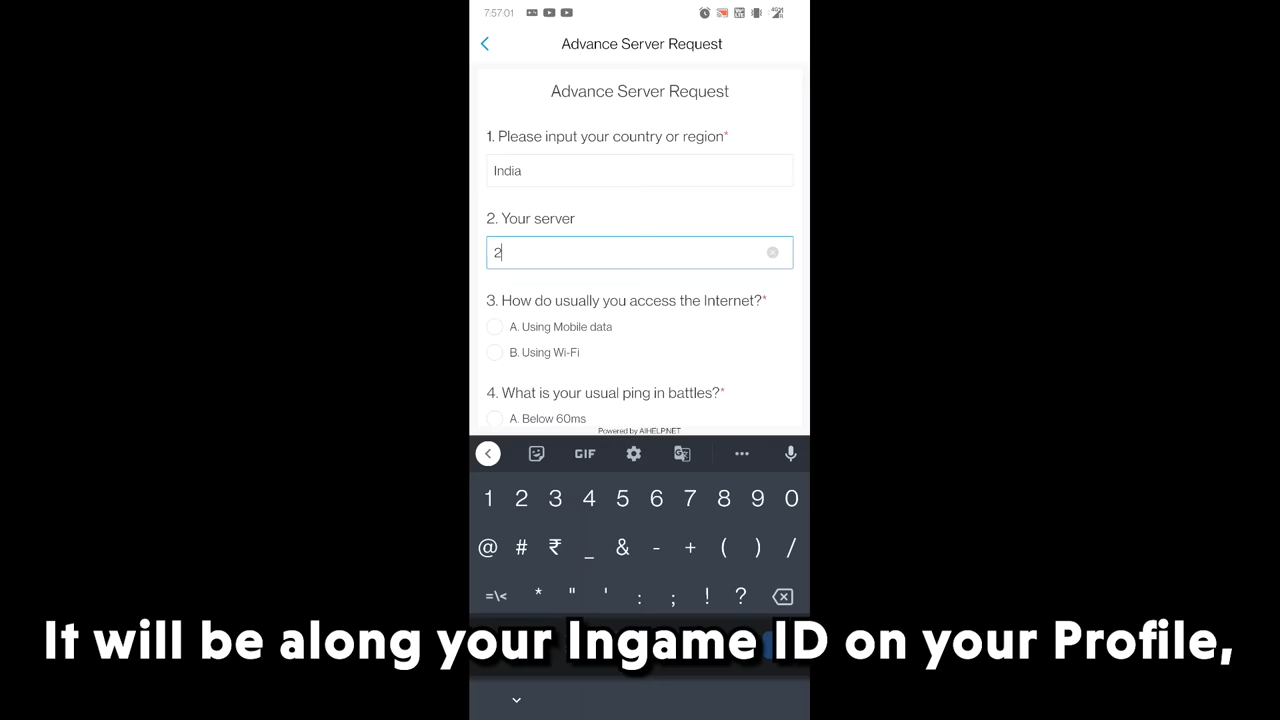 7:57:01
Advance Server Request
Advance Server Request
1. Please input your country or region*
India
2. Your server
2
3. How do usually you access the Internet?*
A. Using Mobile data
B. Using Wi-Fi
4. What is your usual ping in battles?*
A. Below 60ms
Powered by AIHELP.NET
GIF
1 2 3 4 5 6 7 8 9 0
@ # ₹ _ & - + ( ) /
=\< * " ' : ; ! ?
It will be along your Ingame ID on your Profile,